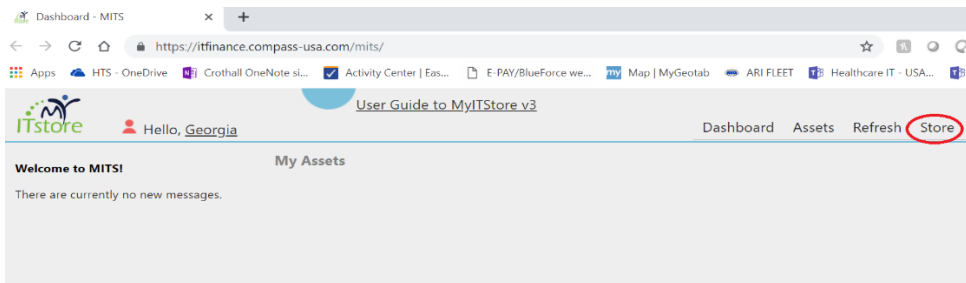 Dashboard - MITS
https://itfinance.compass-usa.com/mits/
Apps HTS - OneDrive Crothall OneNote si... Activity Center | Eas... E-PAY/BlueForce we... my Map | MyGeotab ARI FLEET Healthcare IT - USA...
User Guide to MyITStore v3
MY
ITstore Hello, Georgia Dashboard Assets Refresh Store
Welcome to MITS! My Assets
There are currently no new messages.